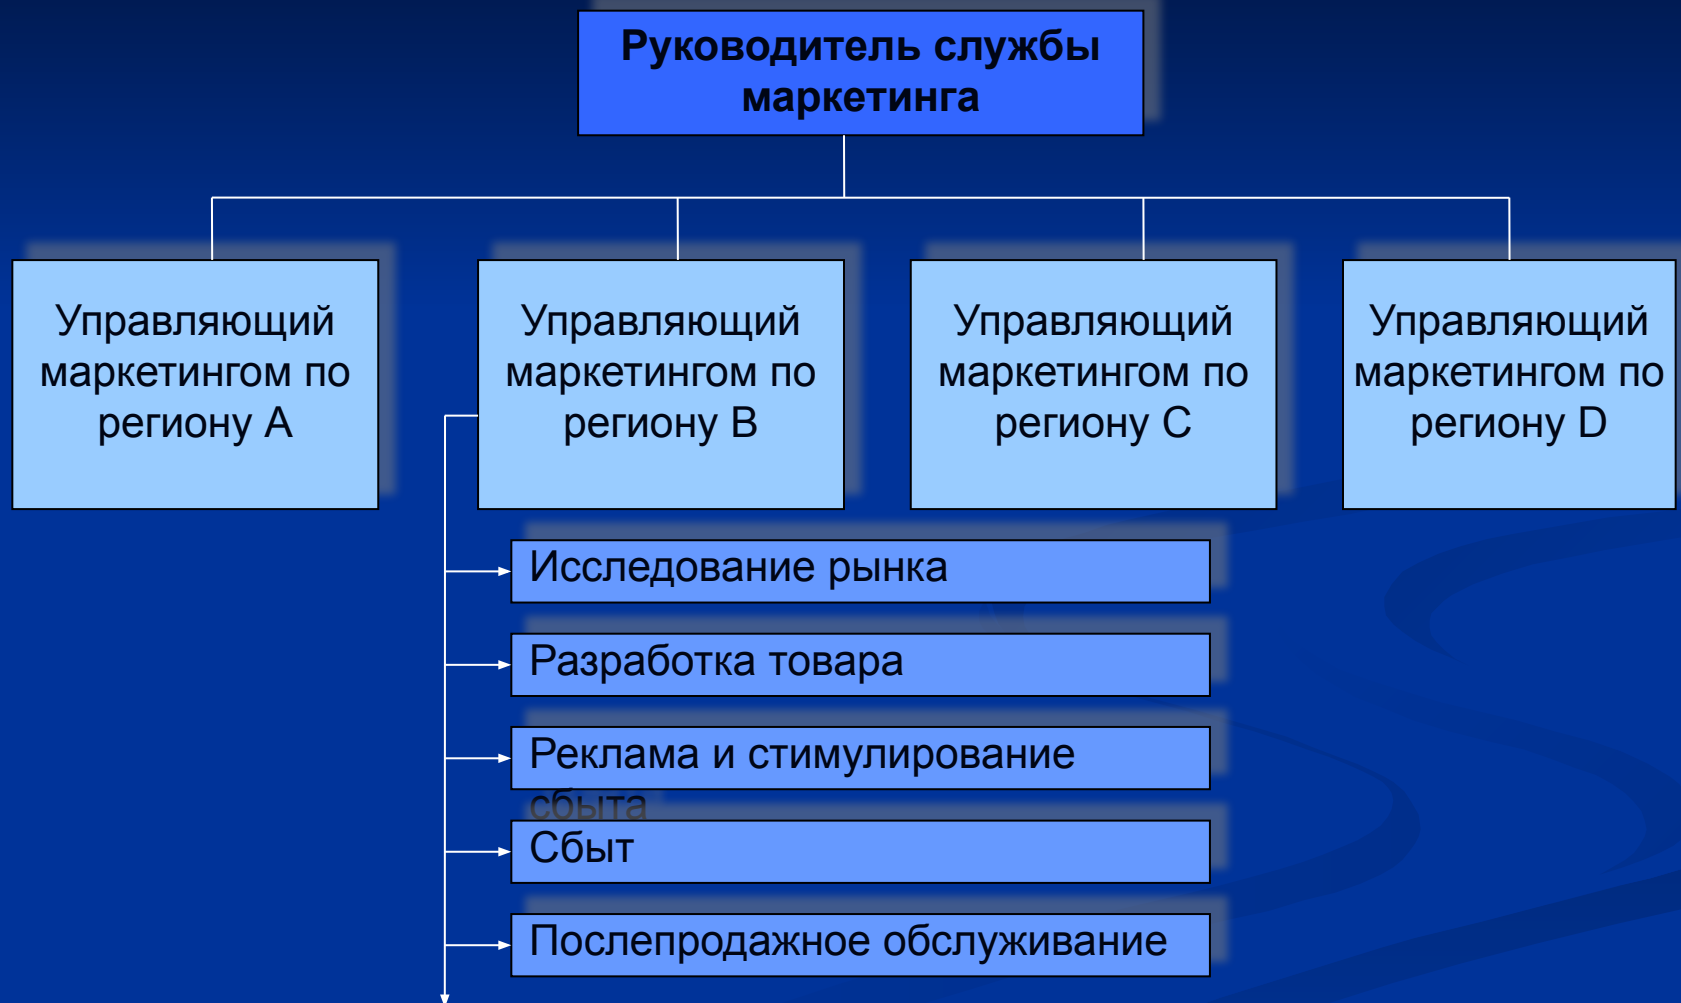 Руководитель службы
маркетинга
Управляющий
маркетингом по
региону A
Управляющий
маркетингом по
региону B
Управляющий
маркетингом по
региону C
Управляющий
маркетингом по
региону D
Исследование рынка
Разработка товара
Реклама и стимулирование
сбыта
Сбыт
Послепродажное обслуживание